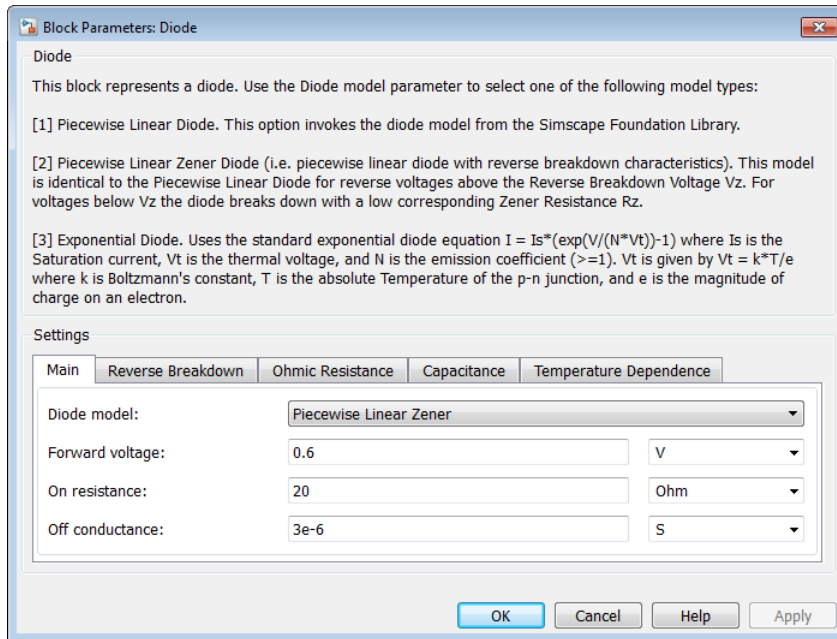 Block Parameters: Diode
Diode
This block represents a diode. Use the Diode model parameter to select one of the following model types:
[1] Piecewise Linear Diode. This option invokes the diode model from the Simscape Foundation Library.
[2] Piecewise Linear Zener Diode (i.e. piecewise linear diode with reverse breakdown characteristics). This model
is identical to the Piecewise Linear Diode for reverse voltages above the Reverse Breakdown Voltage Vz. For
voltages below Vz the diode breaks down with a low corresponding Zener Resistance Rz.
[3] Exponential Diode. Uses the standard exponential diode equation I = Is*(exp(V/(N*Vt))-1) where Is is the
Saturation current, Vt is the thermal voltage, and N is the emission coefficient (>=1). Vt is given by Vt = k*T/e
where k is Boltzmann's constant, T is the absolute Temperature of the p-n junction, and e is the magnitude of
charge on an electron.
Settings
Main Reverse Breakdown Ohmic Resistance Capacitance Temperature Dependence
Diode model: Piecewise Linear Zener
Forward voltage: 0.6 V
On resistance: 20 Ohm
Off conductance: 3e-6 S
OK Cancel Help Apply